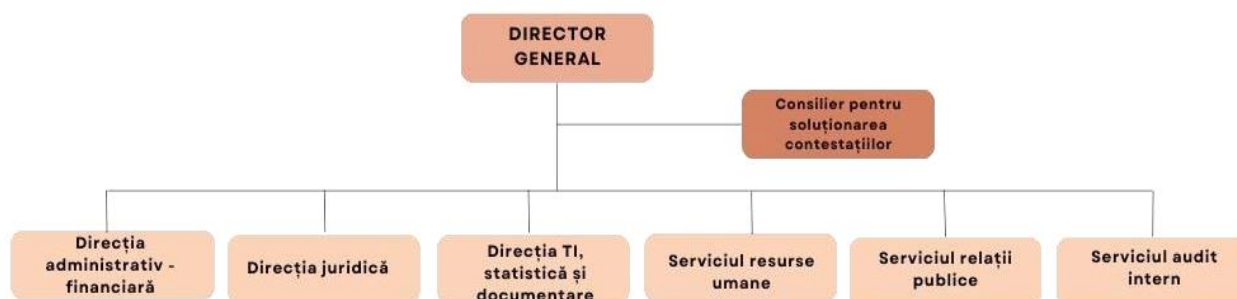 DIRECTOR
GENERAL
Consilier pentru
soluționarea
contestațiilor
Direcția
administrativ -
financiară
Direcția juridică
Direcția TI,
statistică și
documentare
Serviciul resurse
umane
Serviciul relații
publice
Serviciul audit
intern